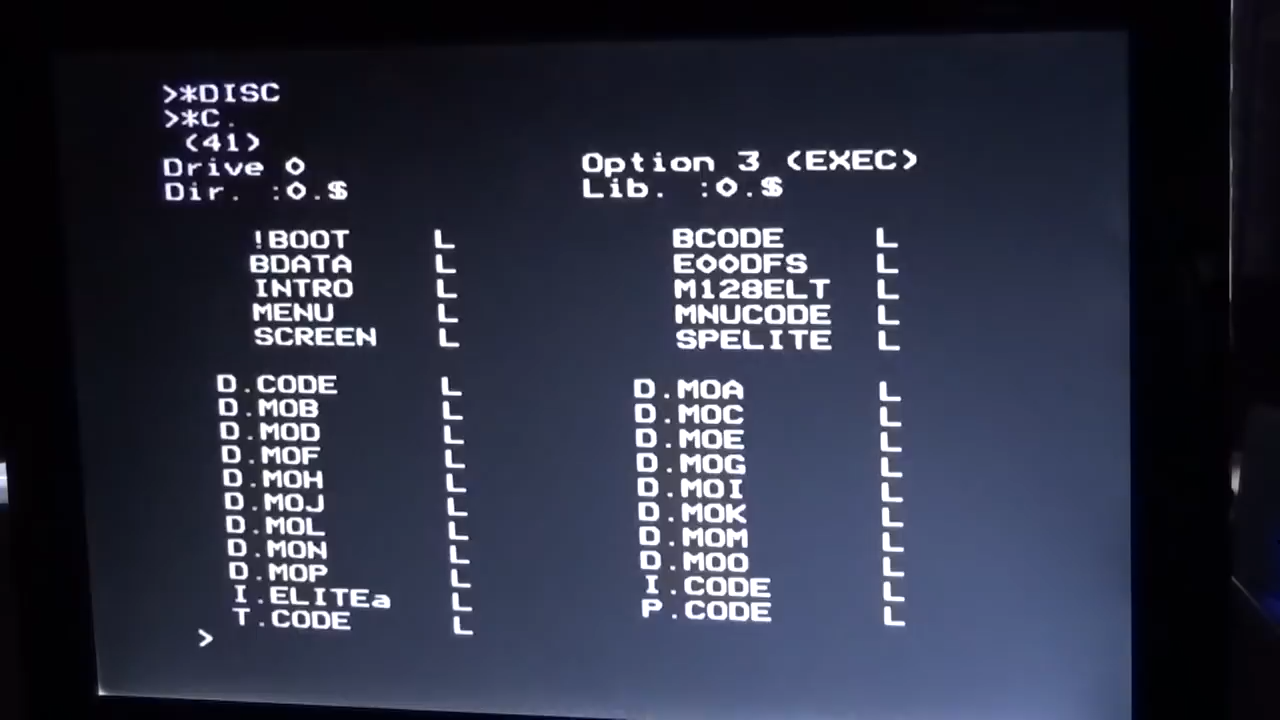 >*DISC
>*C.
(41)
Drive 0 Option 3 (EXEC)
Dir. :0.$ Lib. :0.$
!BOOT L BCODE L
BDATA L E00DFS L
INTRO L M128ELT L
MENU L MNUCODE L
SCREEN L SPELITE L
D.CODE L D.MOA L
D.MOB L D.MOC L
D.MOD L D.MOE L
D.MOF L D.MOG L
D.MOH L D.MOI L
D.MOJ L D.MOK L
D.MOL L D.MOM L
D.MON L D.MOO L
D.MOP L I.CODE L
I.ELITEa L P.CODE L
T.CODE L
>